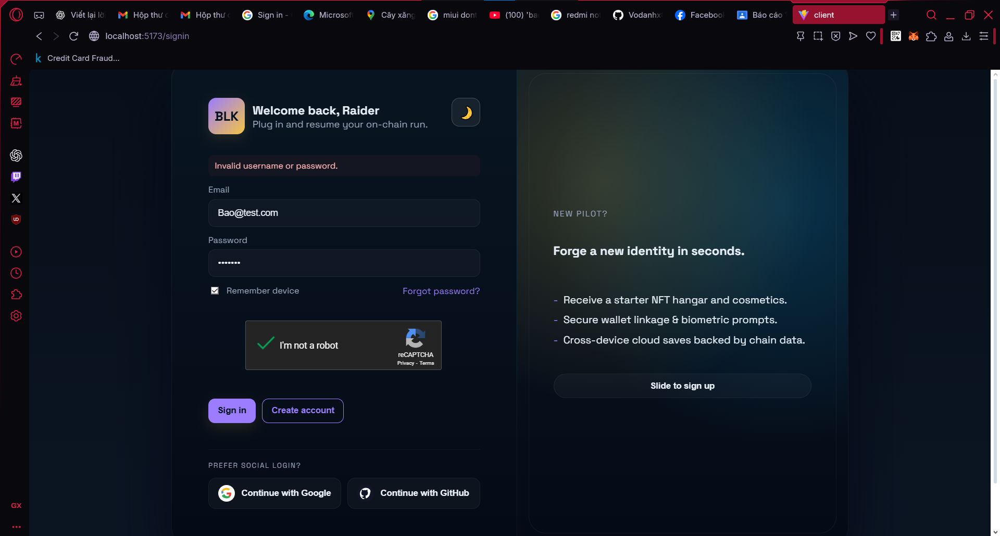 Viết lại lờ
Hộp thư
Hộp thư
Sign in -
Microsof
Cây xăng
miui dont
(100) 'ba
redmi no
Vodanhx
Facebook
Báo cáo
client
localhost:5173/signin
k Credit Card Fraud...
BLK
Welcome back, Raider
Plug in and resume your on-chain run.
Invalid username or password.
Email
Bao@test.com
Password
Remember device
Forgot password?
I'm not a robot
reCAPTCHA
Privacy - Terms
Sign in
Create account
PREFER SOCIAL LOGIN?
Continue with Google
Continue with GitHub
NEW PILOT?
Forge a new identity in seconds.
- Receive a starter NFT hangar and cosmetics.
- Secure wallet linkage & biometric prompts.
- Cross-device cloud saves backed by chain data.
Slide to sign up
GX